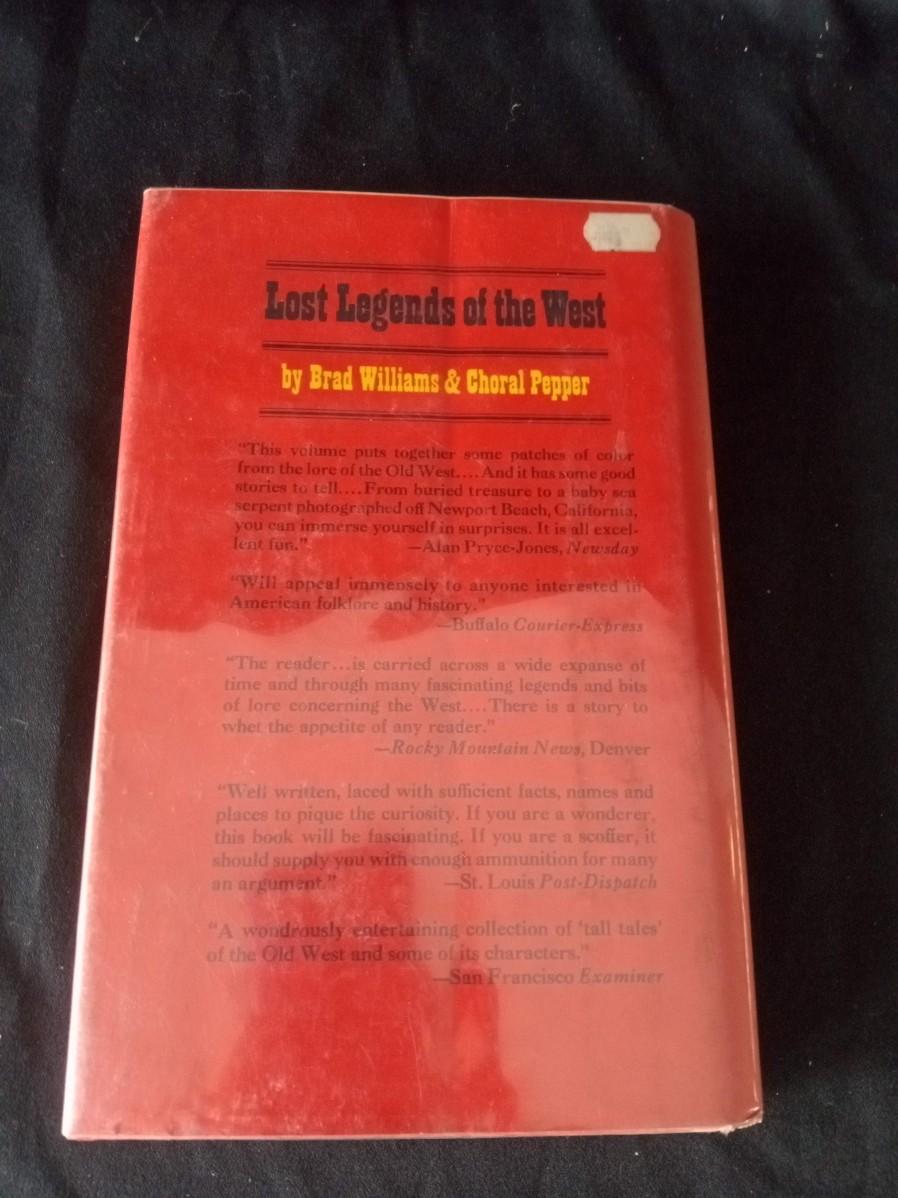 Lost Legends of the West
by Brad Williams & Choral Pepper
"This volume puts together some patches of color
from the lore of the Old West....And it has some good
stories to tell....From buried treasure to a baby sea
serpent photographed off Newport Beach, California,
you can immerse yourself in surprises. It is all excel-
lent fun." —Alan Pryce-Jones, Newsday
"Will appeal immensely to anyone interested in
American folklore and history."
—Buffalo Courier-Express
"The reader...is carried across a wide expanse of
time and through many fascinating legends and bits
of lore concerning the West....There is a story to
whet the appetite of any reader."
—Rocky Mountain News, Denver
"Well written, laced with sufficient facts, names and
places to pique the curiosity. If you are a wonderer,
this book will be fascinating. If you are a scoffer, it
should supply you with enough ammunition for many
an argument." —St. Louis Post-Dispatch
"A wondrously entertaining collection of 'tall tales'
of the Old West and some of its characters."
—San Francisco Examiner